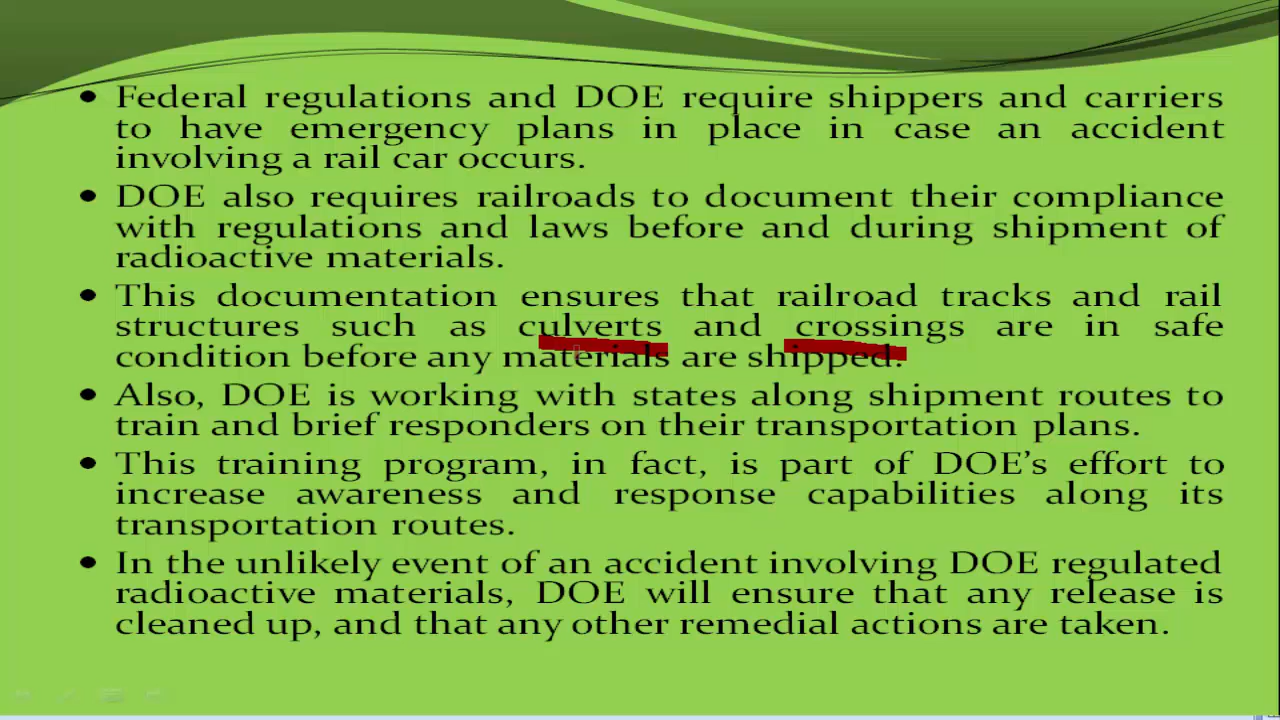 • Federal regulations and DOE require shippers and carriers
to have emergency plans in place in case an accident
involving a rail car occurs.
• DOE also requires railroads to document their compliance
with regulations and laws before and during shipment of
radioactive materials.
• This documentation ensures that railroad tracks and rail
structures such as culverts and crossings are in safe
condition before any materials are shipped.
• Also, DOE is working with states along shipment routes to
train and brief responders on their transportation plans.
• This training program, in fact, is part of DOE’s effort to
increase awareness and response capabilities along its
transportation routes.
• In the unlikely event of an accident involving DOE regulated
radioactive materials, DOE will ensure that any release is
cleaned up, and that any other remedial actions are taken.